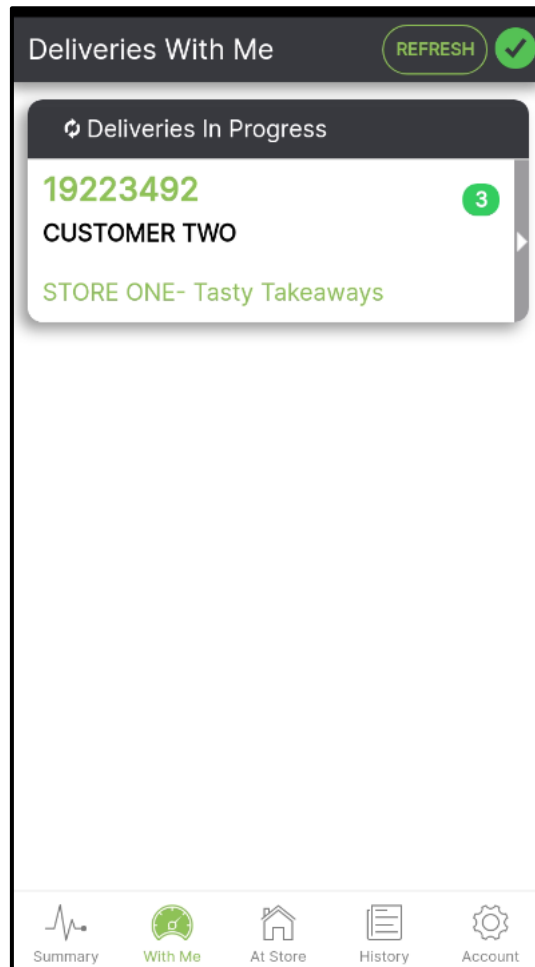 Deliveries With Me
REFRESH
Deliveries In Progress
19223492
3
CUSTOMER TWO
STORE ONE- Tasty Takeaways
Summary
With Me
At Store
History
Account